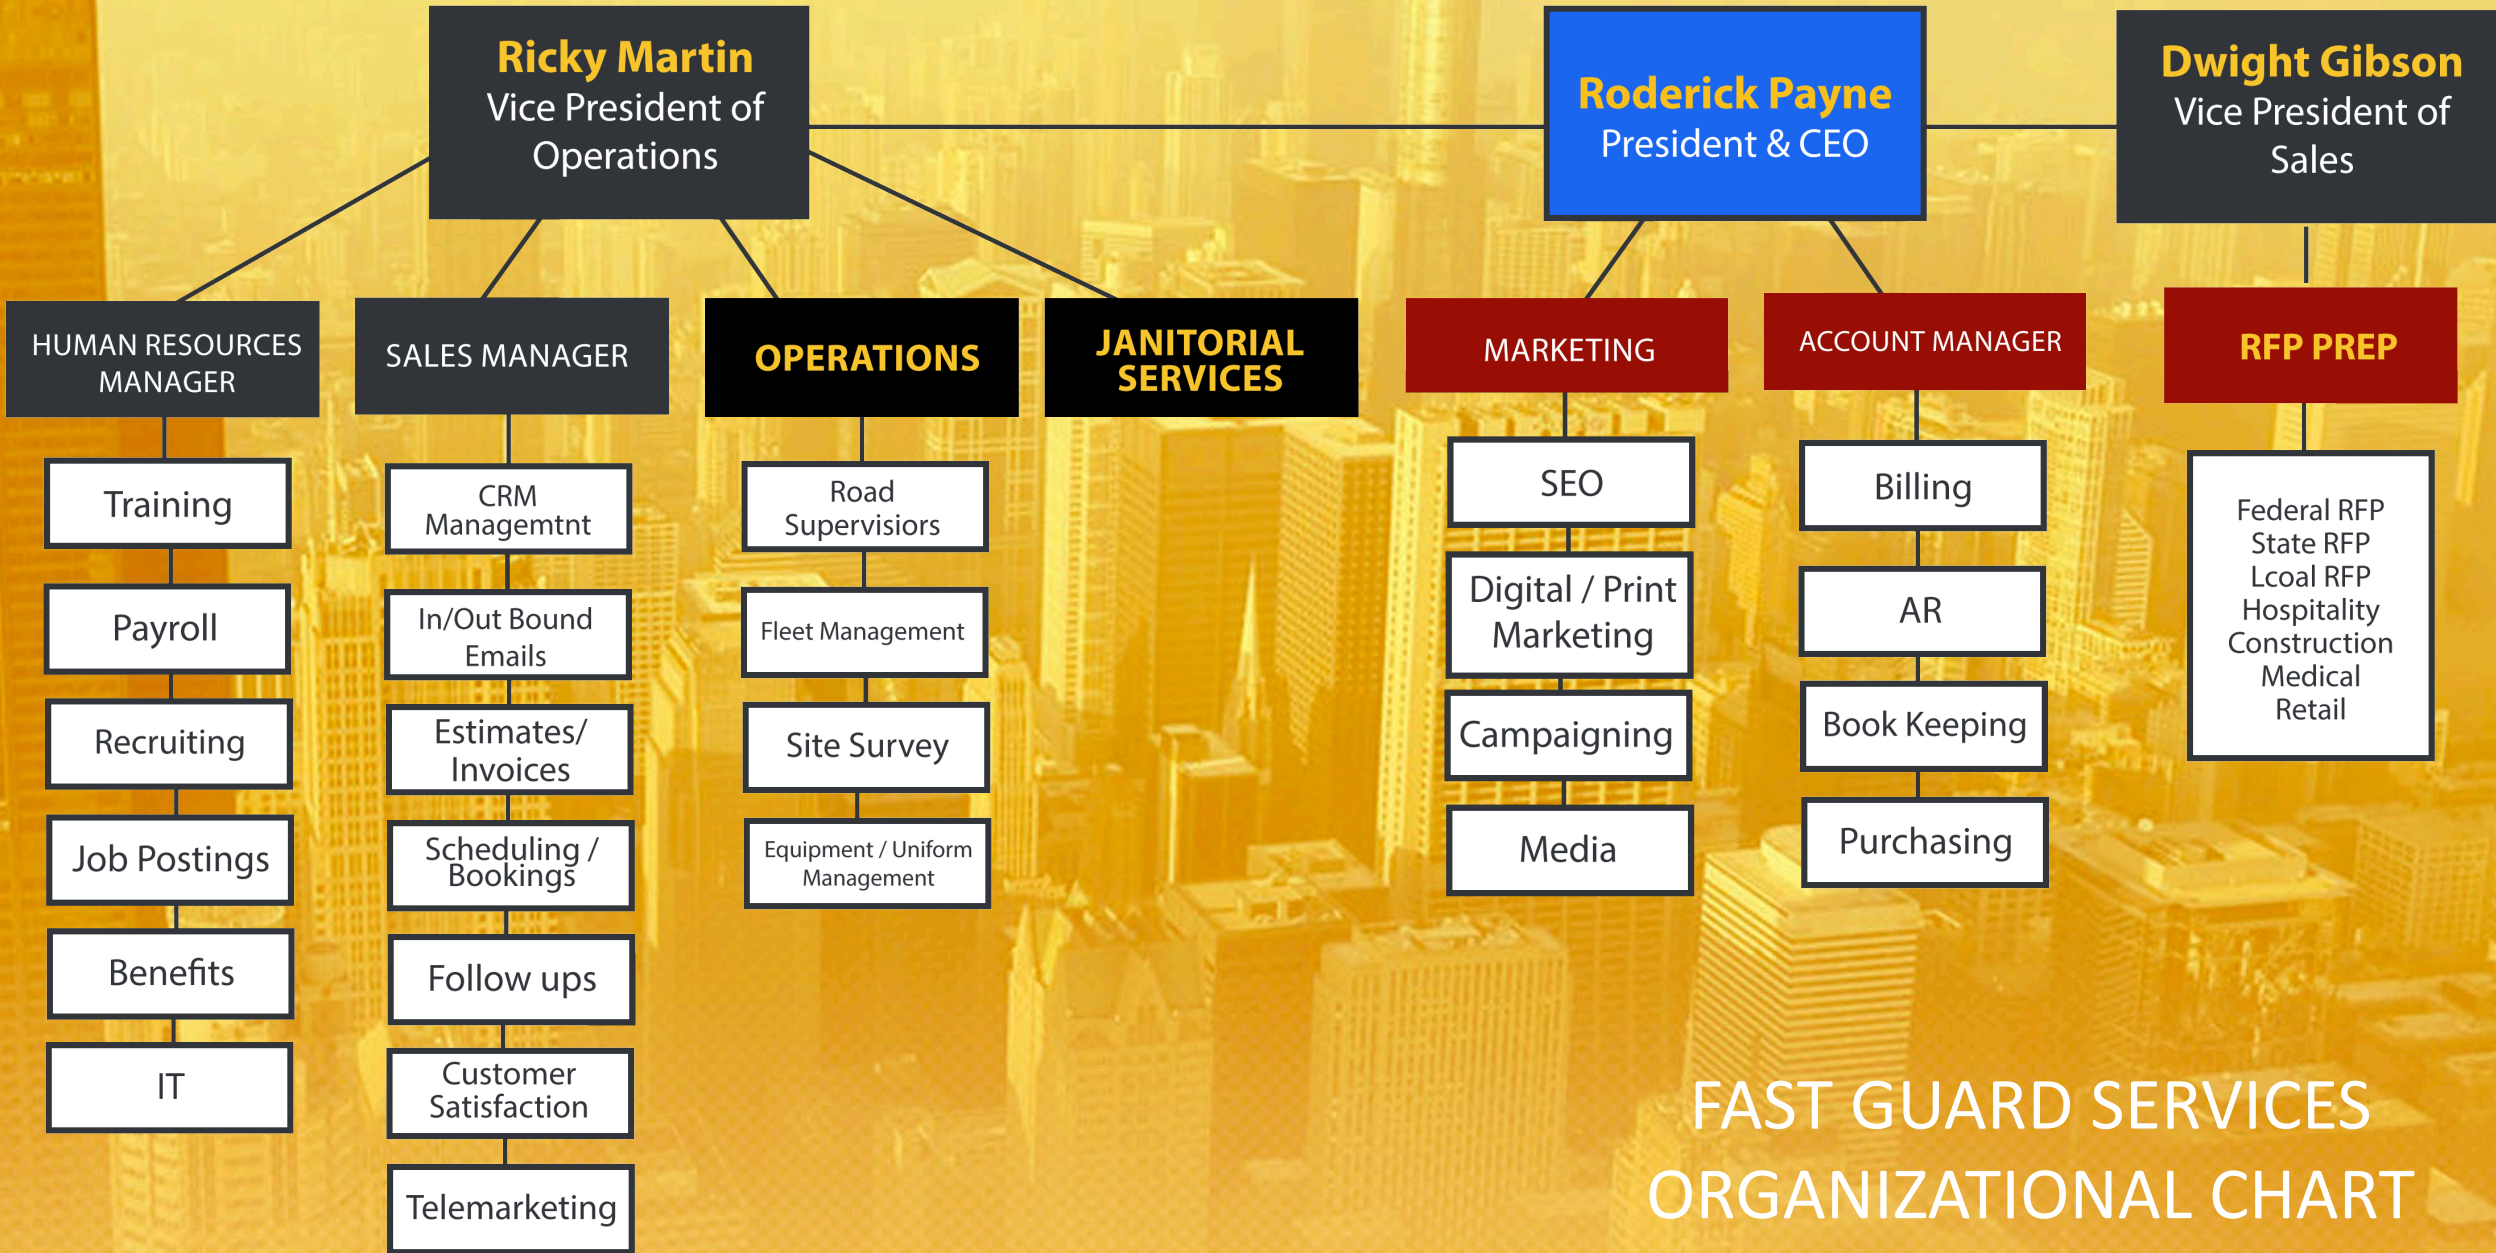 Ricky Martin
Vice President of
Operations
Roderick Payne
President & CEO
Dwight Gibson
Vice President of
Sales
HUMAN RESOURCES
MANAGER
SALES MANAGER
OPERATIONS
JANITORIAL
SERVICES
MARKETING
ACCOUNT MANAGER
RFP PREP
Training
Payroll
Recruiting
Job Postings
Benefits
IT
CRM
Managemtnt
In/Out Bound
Emails
Estimates/
Invoices
Scheduling /
Bookings
Follow ups
Customer
Satisfaction
Telemarketing
Road
Supervisiors
Fleet Management
Site Survey
Equipment / Uniform
Management
SEO
Digital / Print
Marketing
Campaigning
Media
Billing
AR
Book Keeping
Purchasing
Federal RFP
State RFP
Lcoal RFP
Hospitality
Construction
Medical
Retail
FAST GUARD SERVICES
ORGANIZATIONAL CHART